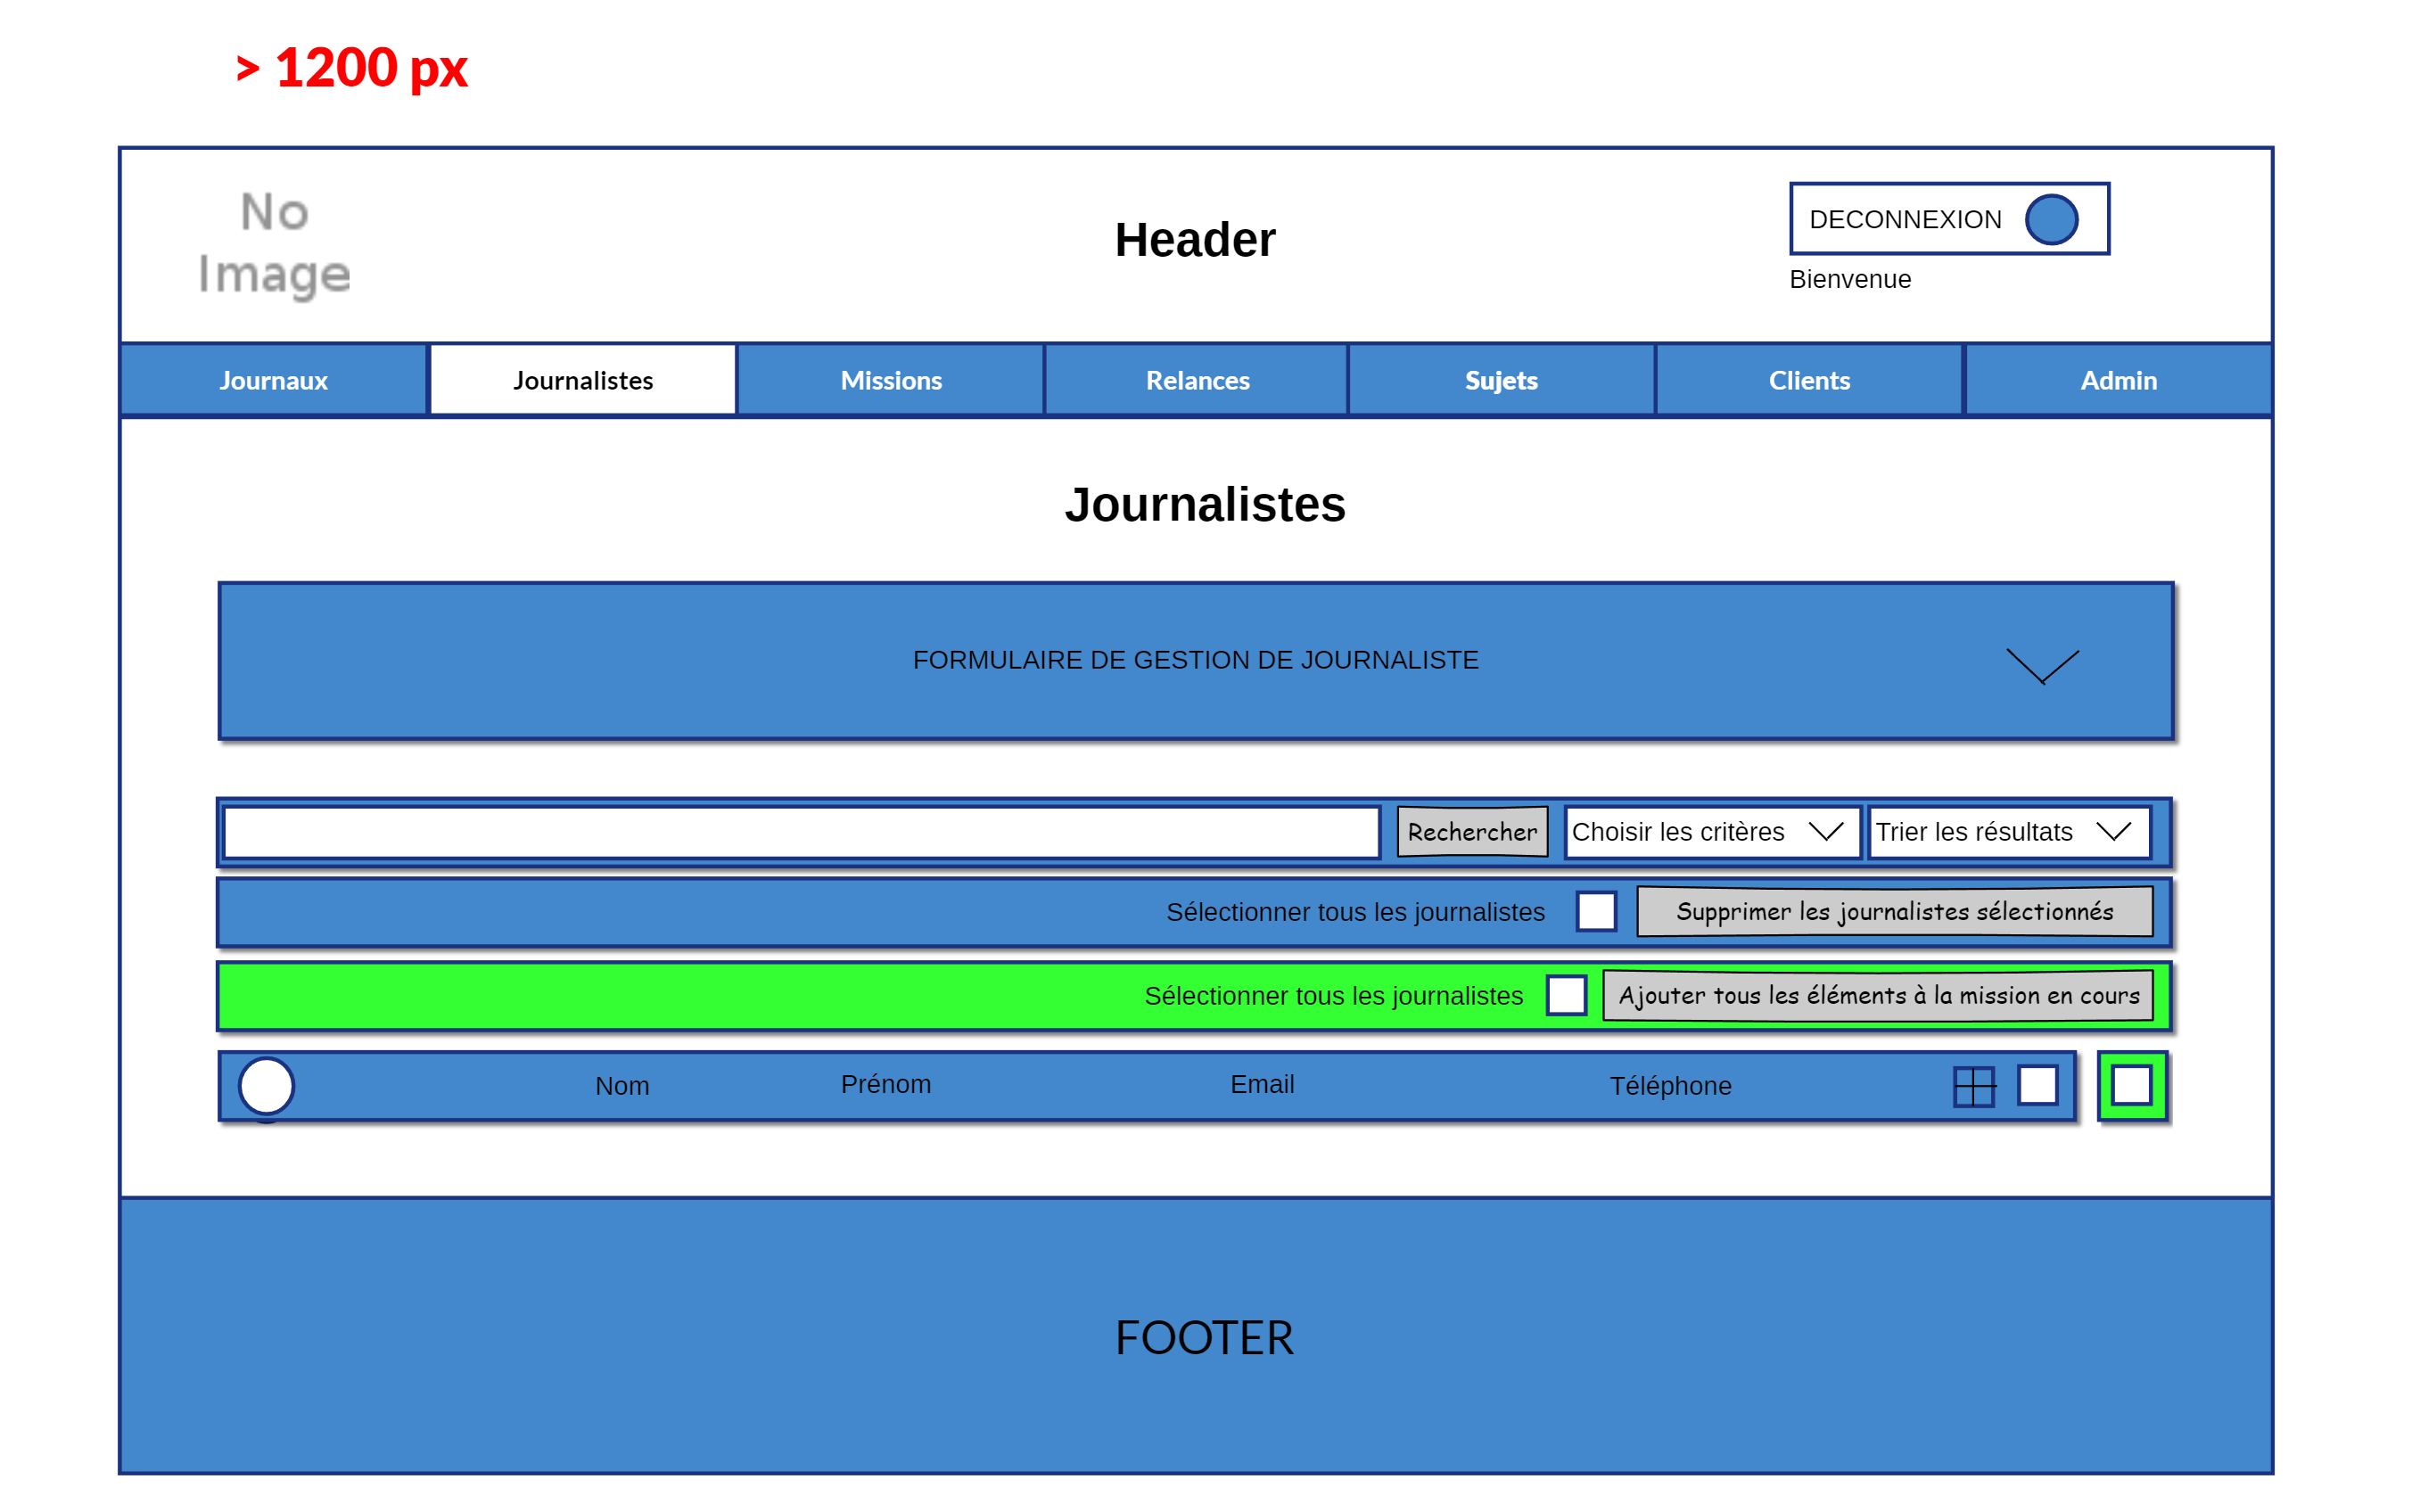 > 1200 px
No
Image
Header
DECONNEXION
Bienvenue
Journaux Journalistes Missions Relances Sujets Clients Admin
Journalistes
FORMULAIRE DE GESTION DE JOURNALISTE
Rechercher Choisir les critères Trier les résultats
Sélectionner tous les journalistes Supprimer les journalistes sélectionnés
Sélectionner tous les journalistes Ajouter tous les éléments à la mission en cours
Nom Prénom Email Téléphone
FOOTER